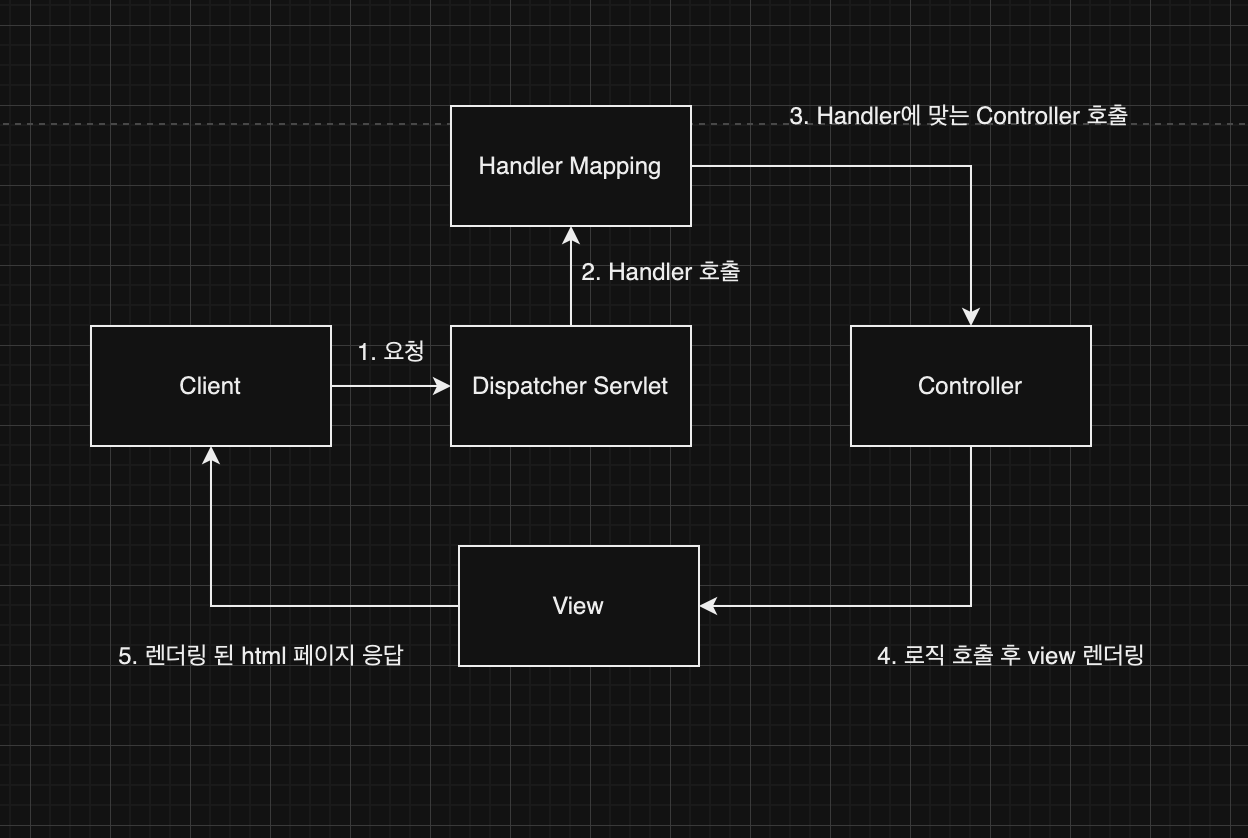 3. Handler에 맞는 Controller 호출
Handler Mapping
2. Handler 호출
1. 요청
Client
Dispatcher Servlet
Controller
View
5. 렌더링 된 html 페이지 응답
4. 로직 호출 후 view 렌더링